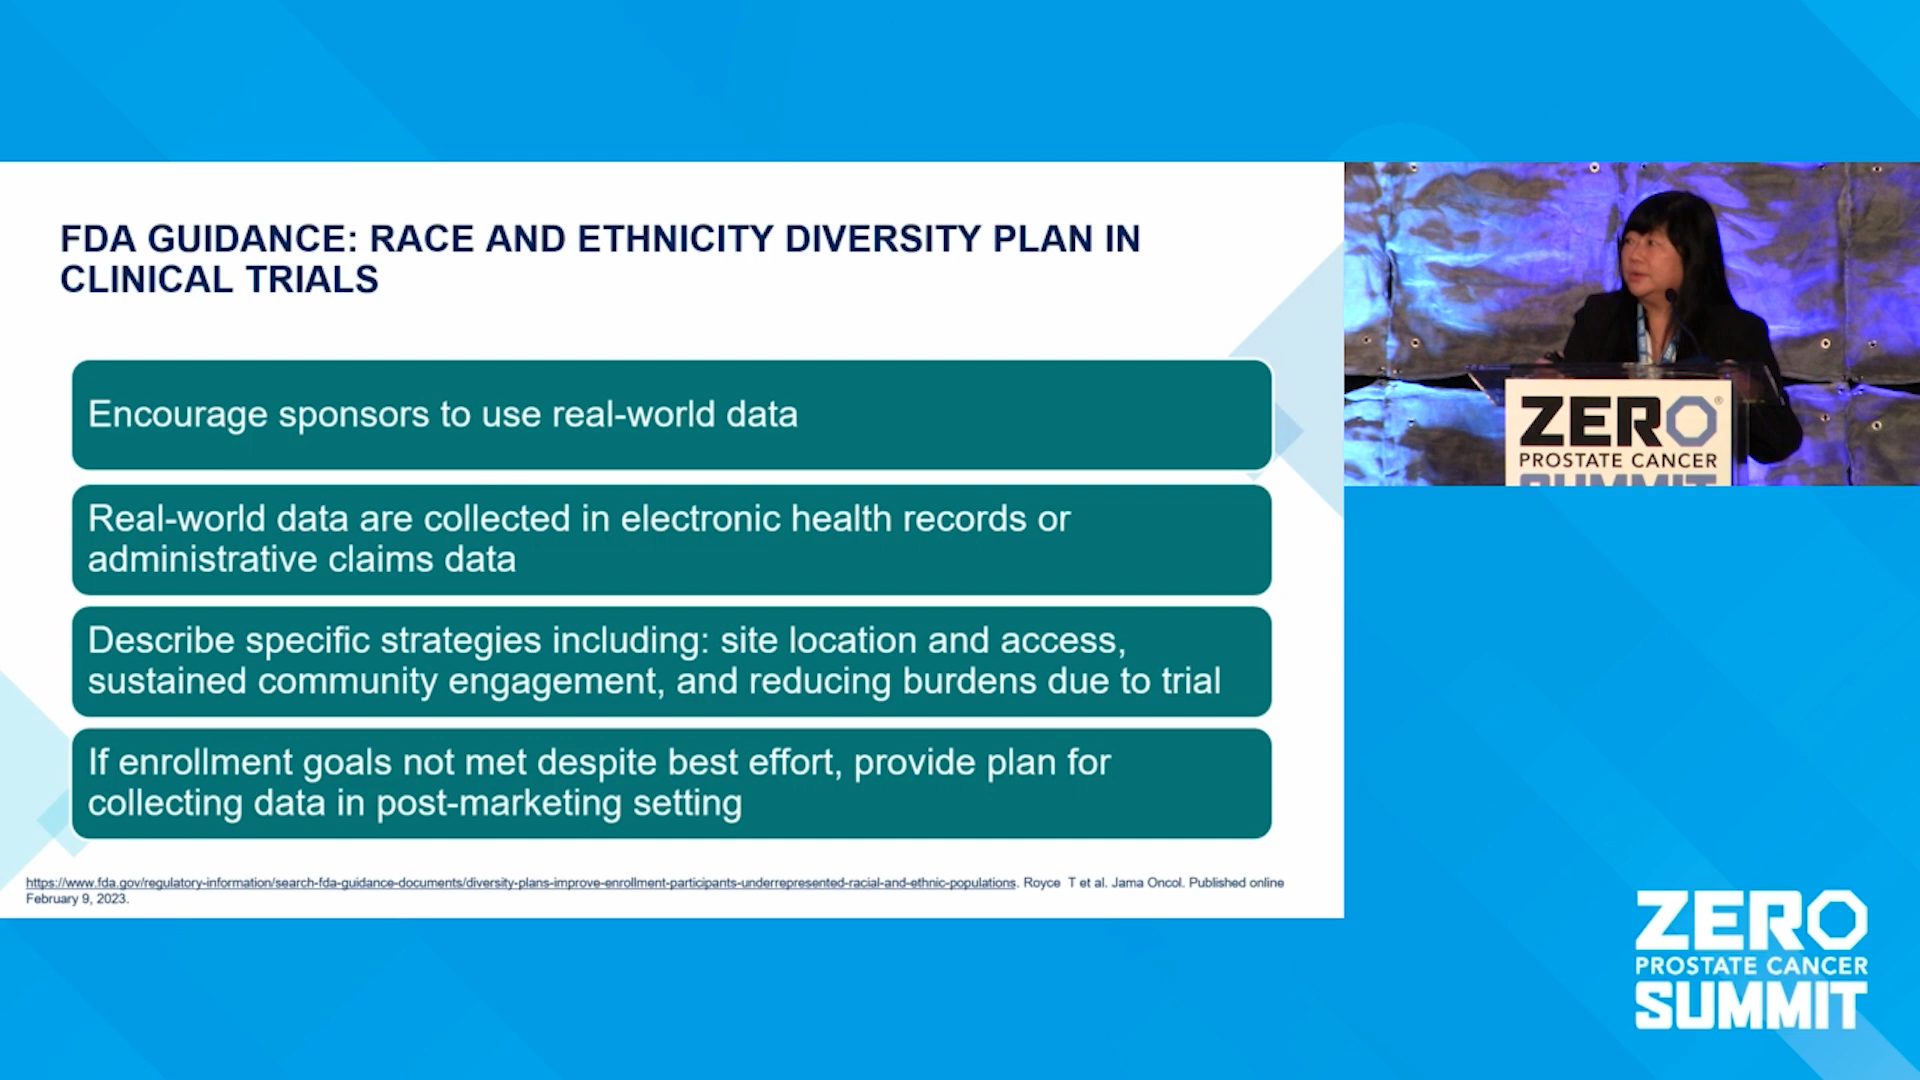 FDA GUIDANCE: RACE AND ETHNICITY DIVERSITY PLAN IN
CLINICAL TRIALS
Encourage sponsors to use real-world data
Real-world data are collected in electronic health records or
administrative claims data
Describe specific strategies including: site location and access,
sustained community engagement, and reducing burdens due to trial
If enrollment goals not met despite best effort, provide plan for
collecting data in post-marketing setting
https://www.fda.gov/regulatory-information/search-fda-guidance-documents/diversity-plans-improve-enrollment-participants-underrepresented-racial-and-ethnic-populations. Royce T et al. Jama Oncol. Published online
February 9, 2023.
ZERO®
PROSTATE CANCER
SUMMIT
ZERO
PROSTATE CANCER
SUMMIT